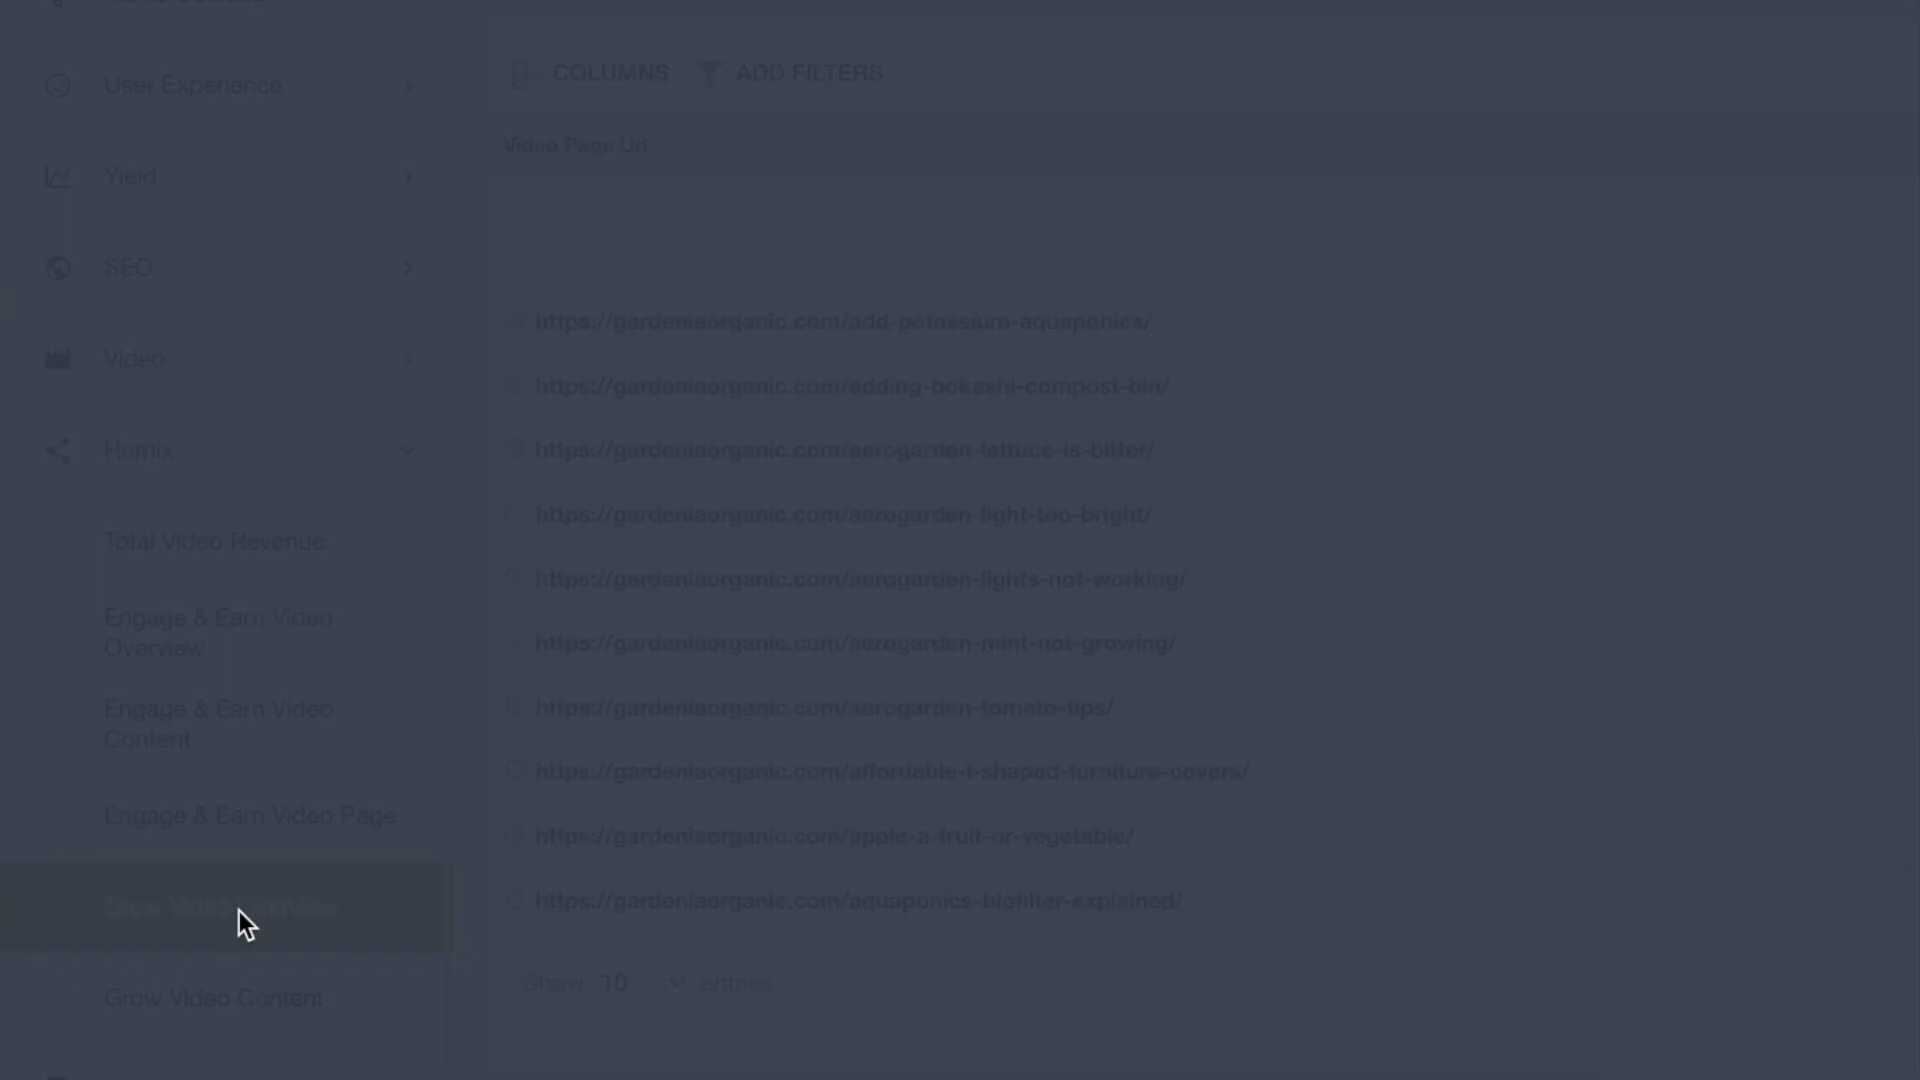 User Experience
Yield
SEO
Video
Humix
Total Video Revenue
Engage & Earn Video
Overview
Engage & Earn Video
Content
Engage & Earn Video Page
Grow Video Overview
Grow Video Content
COLUMNS ADD FILTERS
Video Page Url
https://gardeniaorganic.com/add-potassium-aquaponics/
https://gardeniaorganic.com/adding-bokashi-compost-bin/
https://gardeniaorganic.com/aerogarden-lettuce-is-bitter/
https://gardeniaorganic.com/aerogarden-light-too-bright/
https://gardeniaorganic.com/aerogarden-lights-not-working/
https://gardeniaorganic.com/aerogarden-mint-not-growing/
https://gardeniaorganic.com/aerogarden-tomato-tips/
https://gardeniaorganic.com/affordable-l-shaped-furniture-covers/
https://gardeniaorganic.com/apple-a-fruit-or-vegetable/
https://gardeniaorganic.com/aquaponics-biofilter-explained/
Show 10 entries